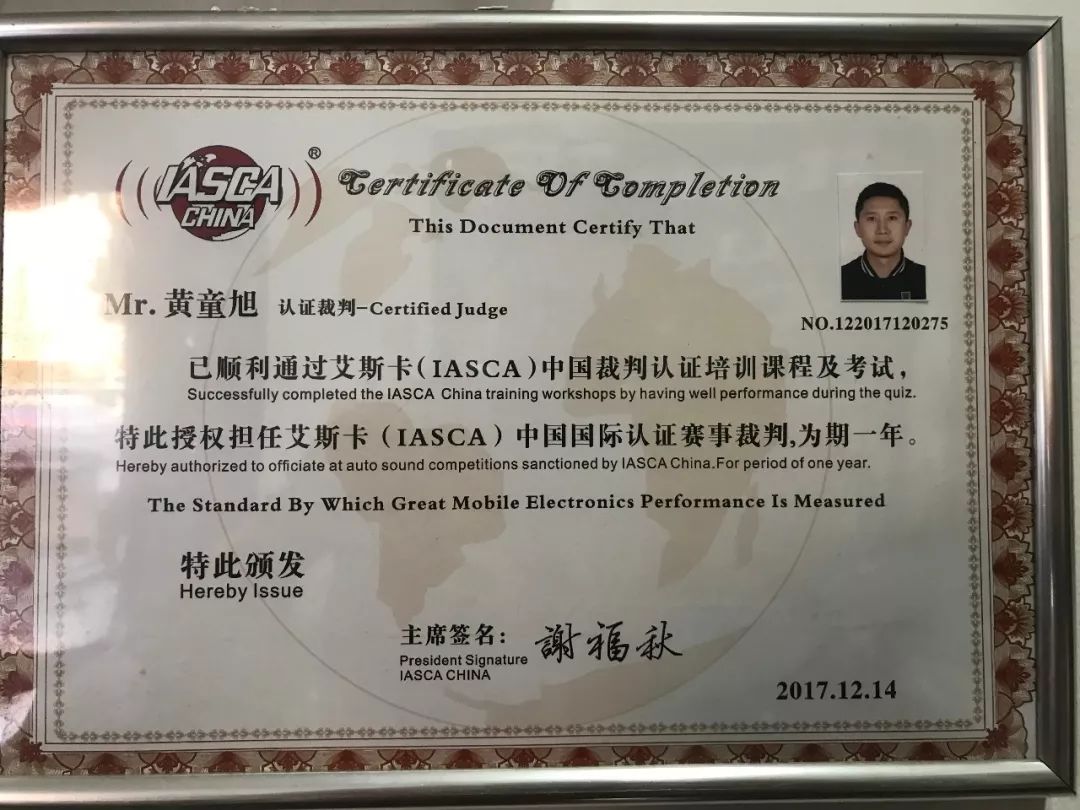 IASCA ®
CHINA
Certificate Of Completion
This Document Certify That
Mr. 黄童旭 认证裁判-Certified Judge
NO.122017120275
已顺利通过艾斯卡(IASCA)中国裁判认证培训课程及考试，
Successfully completed the IASCA China training workshops by having well performance during the quiz.
特此授权担任艾斯卡(IASCA)中国国际认证赛事裁判,为期一年。
Hereby authorized to officiate at auto sound competitions sanctioned by IASCA China.For period of one year.
The Standard By Which Great Mobile Electronics Performance Is Measured
特此颁发
Hereby Issue
主席签名： 謝福秋
President Signature
IASCA CHINA
2017.12.14